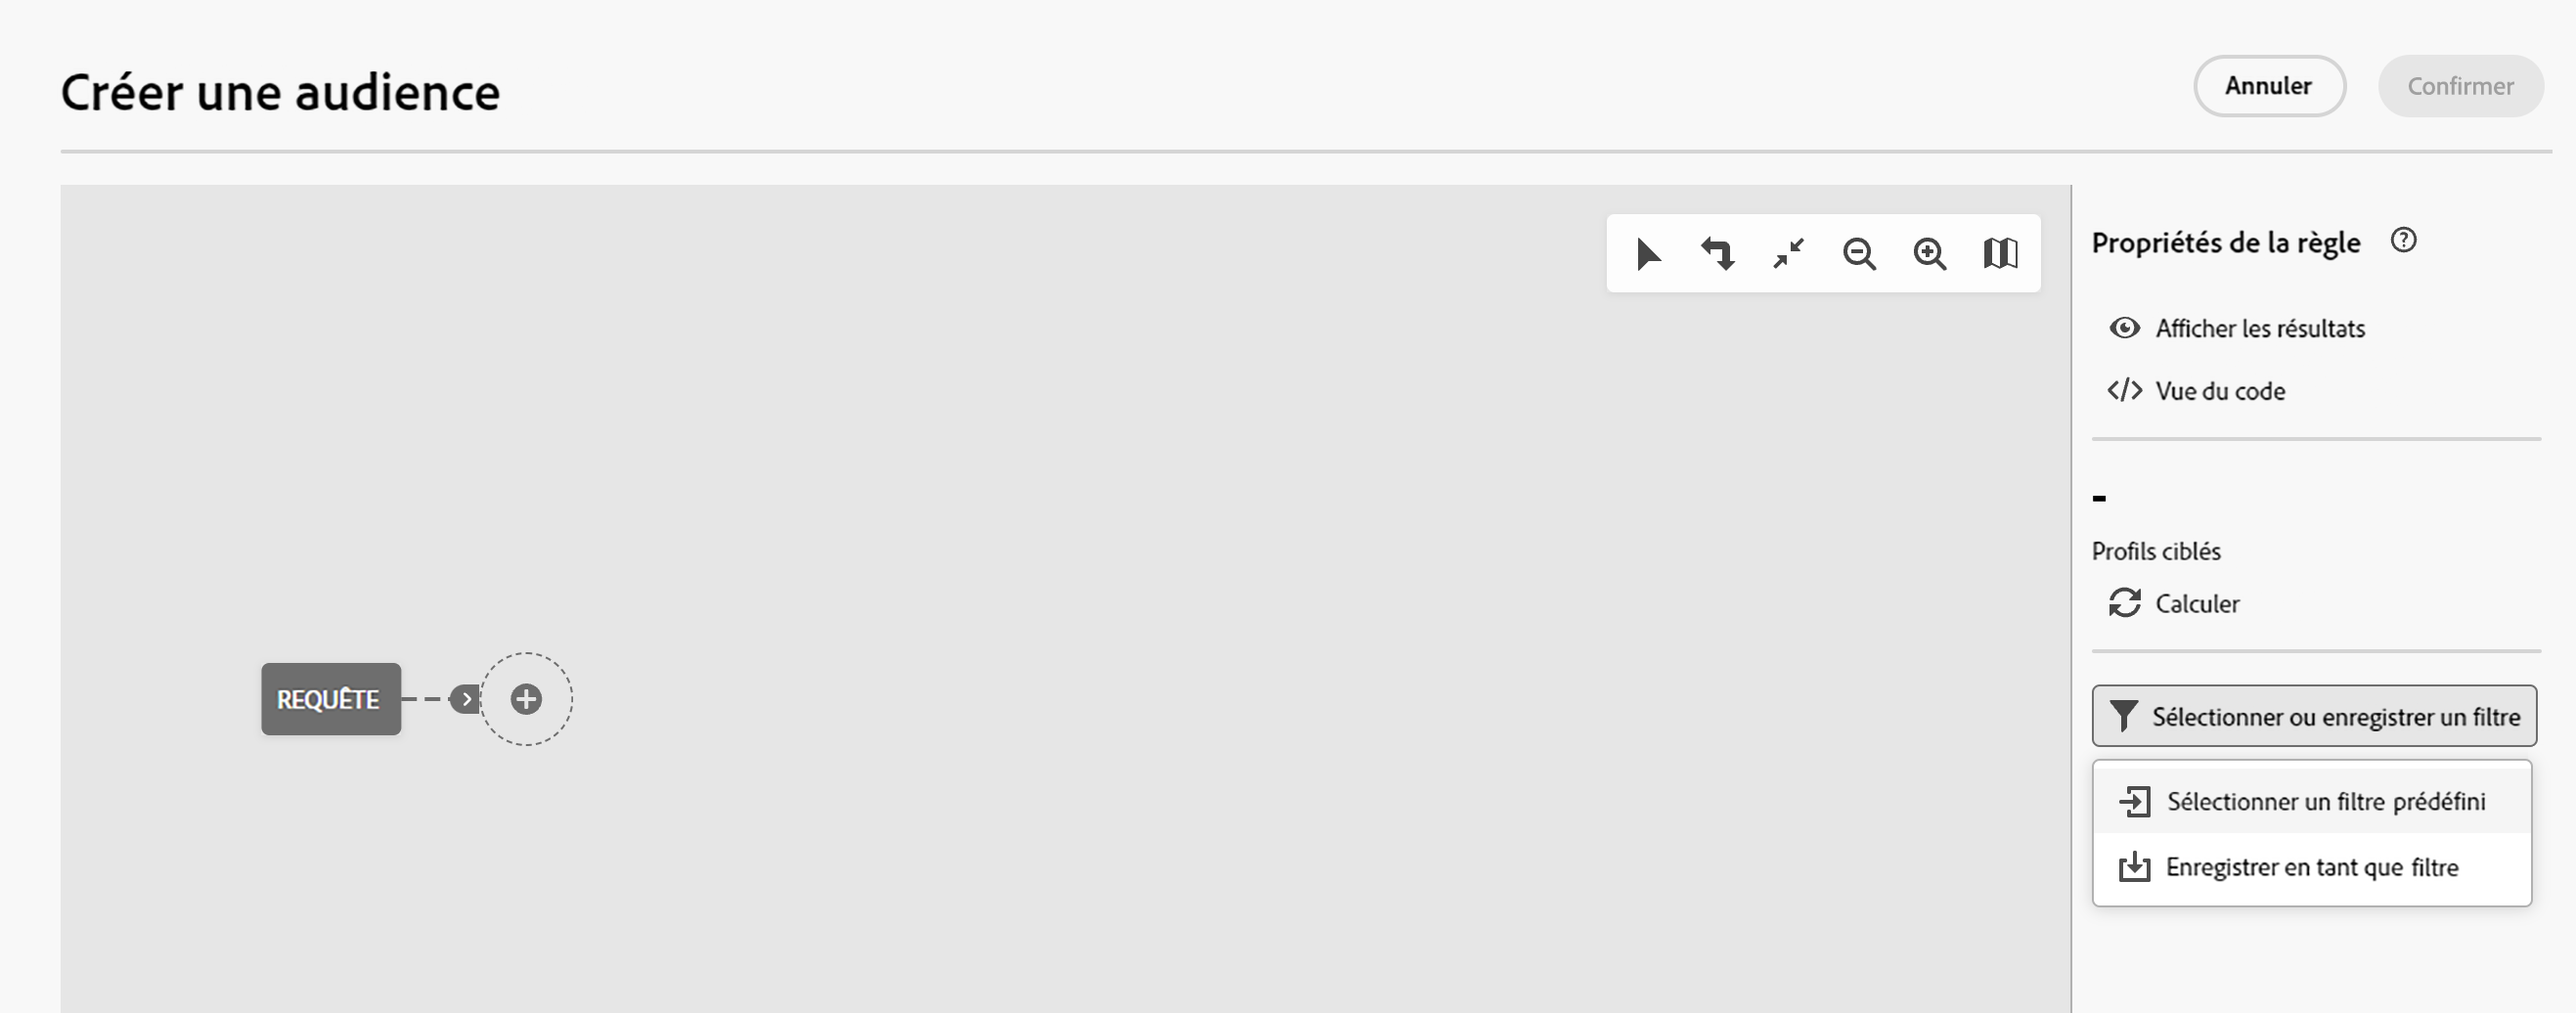 Créer une audience
Annuler
Confirmer
Propriétés de la règle
Afficher les résultats
Vue du code
-
Profils ciblés
Calculer
REQUÊTE
Sélectionner ou enregistrer un filtre
Sélectionner un filtre prédéfini
Enregistrer en tant que filtre